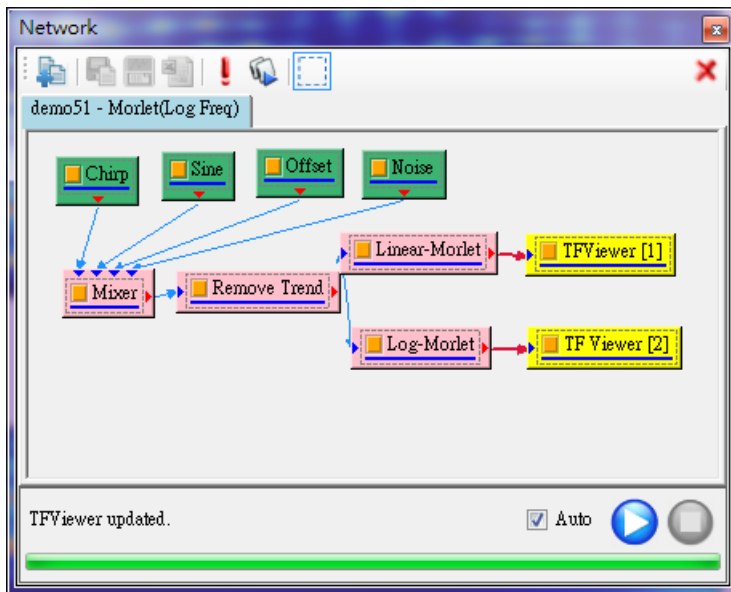 Network
demo51 - Morlet(Log Freq)
Chirp
Sine
Offset
Noise
Linear-Morlet
TFViewer [1]
Mixer
Remove Trend
Log-Morlet
TF Viewer [2]
TFViewer updated.
Auto